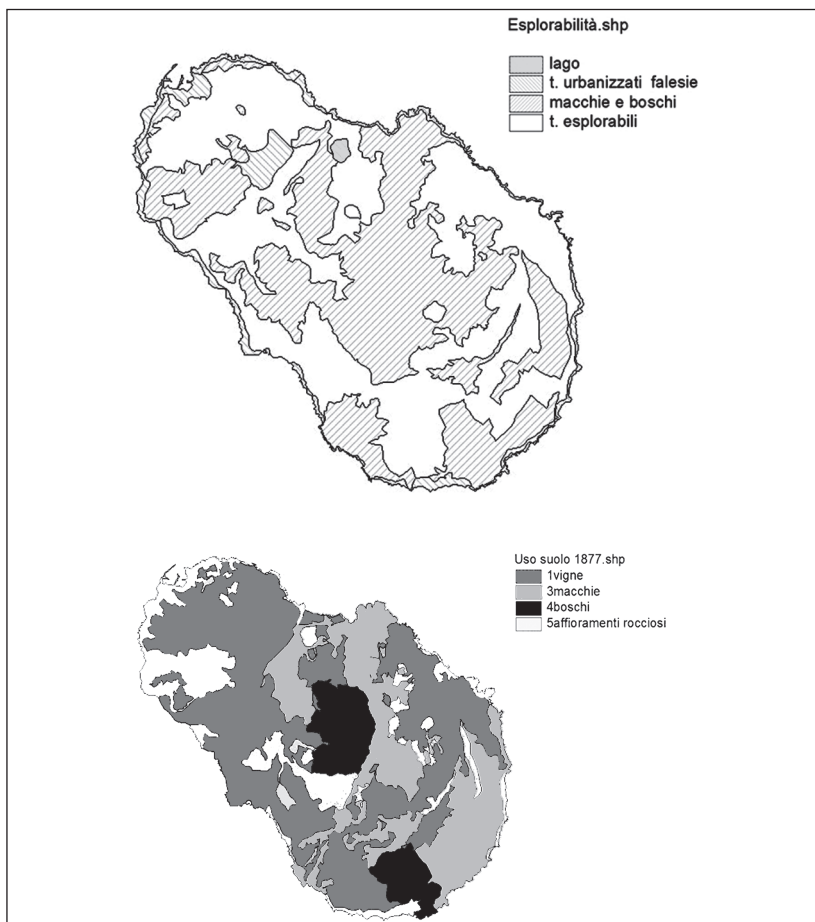 Esplorabilità.shp
lago
t. urbanizzati falesie
macchie e boschi
t. esplorabili
Uso suolo 1877.shp
1vigne
3macchie
4boschi
5affioramenti rocciosi